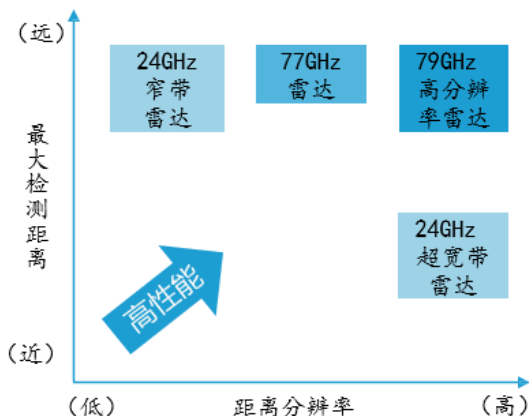 （远）
24GHz
窄带
雷达
77GHz
雷达
79GHz
高分辨
率雷达
最大检测距离
24GHz
超宽带
雷达
高性能
（近）
（低）
距离分辨率
（高）